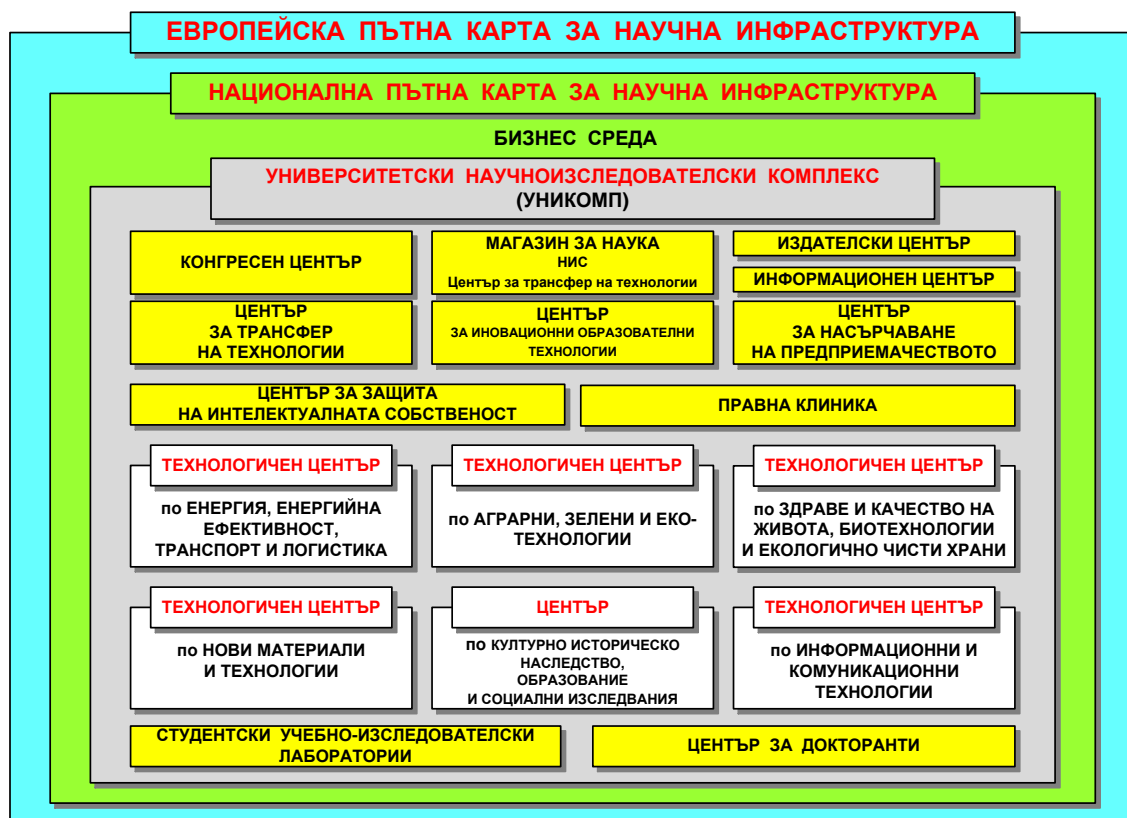 ЕВРОПЕЙСКА ПЪТНА КАРТА ЗА НАУЧНА ИНФРАСТРУКТУРА
НАЦИОНАЛНА ПЪТНА КАРТА ЗА НАУЧНА ИНФРАСТРУКТУРА
БИЗНЕС СРЕДА
УНИВЕРСИТЕТСКИ НАУЧНОИЗСЛЕДОВАТЕЛСКИ КОМПЛЕКС
(УНИКОМП)
КОНГРЕСЕН ЦЕНТЪР
МАГАЗИН ЗА НАУКА
НИС
Център за трансфер на технологии
ИЗДАТЕЛСКИ ЦЕНТЪР
ИНФОРМАЦИОНЕН ЦЕНТЪР
ЦЕНТЪР
ЗА ТРАНСФЕР
НА ТЕХНОЛОГИИ
ЦЕНТЪР
ЗА ИНОВАЦИОННИ ОБРАЗОВАТЕЛНИ
ТЕХНОЛОГИИ
ЦЕНТЪР
ЗА НАСЪРЧАВАНЕ
НА ПРЕДПРИЕМАЧЕСТВОТО
ЦЕНТЪР ЗА ЗАЩИТА
НА ИНТЕЛЕКТУАЛНАТА СОБСТВЕНОСТ
ПРАВНА КЛИНИКА
ТЕХНОЛОГИЧЕН ЦЕНТЪР
по ЕНЕРГИЯ, ЕНЕРГИЙНА
ЕФЕКТИВНОСТ,
ТРАНСПОРТ И ЛОГИСТИКА
ТЕХНОЛОГИЧЕН ЦЕНТЪР
по АГРАРНИ, ЗЕЛЕНИ И ЕКО-
ТЕХНОЛОГИИ
ТЕХНОЛОГИЧЕН ЦЕНТЪР
по ЗДРАВЕ И КАЧЕСТВО НА
ЖИВОТА, БИОТЕХНОЛОГИИ
И ЕКОЛОГИЧНО ЧИСТИ ХРАНИ
ТЕХНОЛОГИЧЕН ЦЕНТЪР
по НОВИ МАТЕРИАЛИ
И ТЕХНОЛОГИИ
ЦЕНТЪР
по КУЛТУРНО ИСТОРИЧЕСКО
НАСЛЕДСТВО,
ОБРАЗОВАНИЕ
И СОЦИАЛНИ ИЗСЛЕДВАНИЯ
ТЕХНОЛОГИЧЕН ЦЕНТЪР
по ИНФОРМАЦИОННИ И
КОМУНИКАЦИОННИ
ТЕХНОЛОГИИ
СТУДЕНТСКИ УЧЕБНО-ИЗСЛЕДОВАТЕЛСКИ
ЛАБОРАТОРИИ
ЦЕНТЪР ЗА ДОКТОРАНТИ